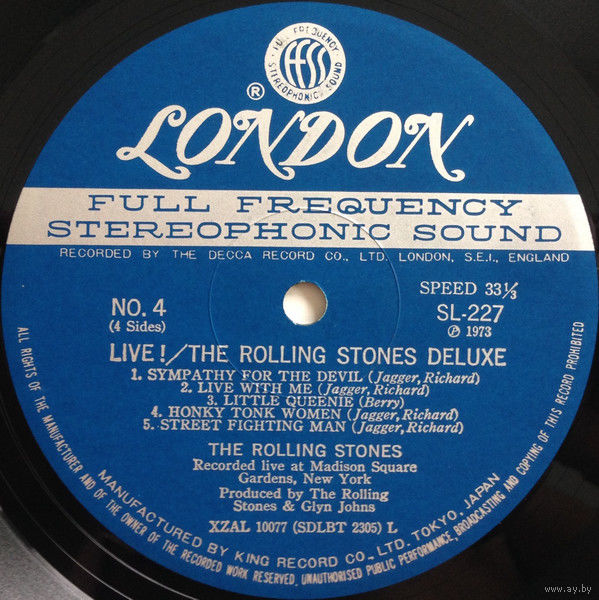 FULL FREQUENCY STEREOPHONIC SOUND
ffss
®
LONDON
FULL FREQUENCY
STEREOPHONIC SOUND
RECORDED BY THE DECCA RECORD CO., LTD. LONDON, S.E.I., ENGLAND
SPEED 33⅓
NO. 4
(4 Sides)
SL-227
℗ 1973
LIVE!/THE ROLLING STONES DELUXE
1. SYMPATHY FOR THE DEVIL (Jagger, Richard)
2. LIVE WITH ME (Jagger, Richard)
3. LITTLE QUEENIE (Berry)
4. HONKY TONK WOMEN (Jagger, Richard)
5. STREET FIGHTING MAN (Jagger, Richard)
THE ROLLING STONES
Recorded live at Madison Square
Gardens, New York
Produced by The Rolling
Stones & Glyn Johns
XZAL 10077 (SDLBT 2305) L
MANUFACTURED BY KING RECORD CO., LTD. TOKYO, JAPAN
ALL RIGHTS OF THE MANUFACTURER AND OF THE OWNER OF THE RECORDED WORK RESERVED, UNAUTHORISED PUBLIC PERFORMANCE, BROADCASTING AND COPYING OF THIS RECORD PROHIBITED
www.ay.by